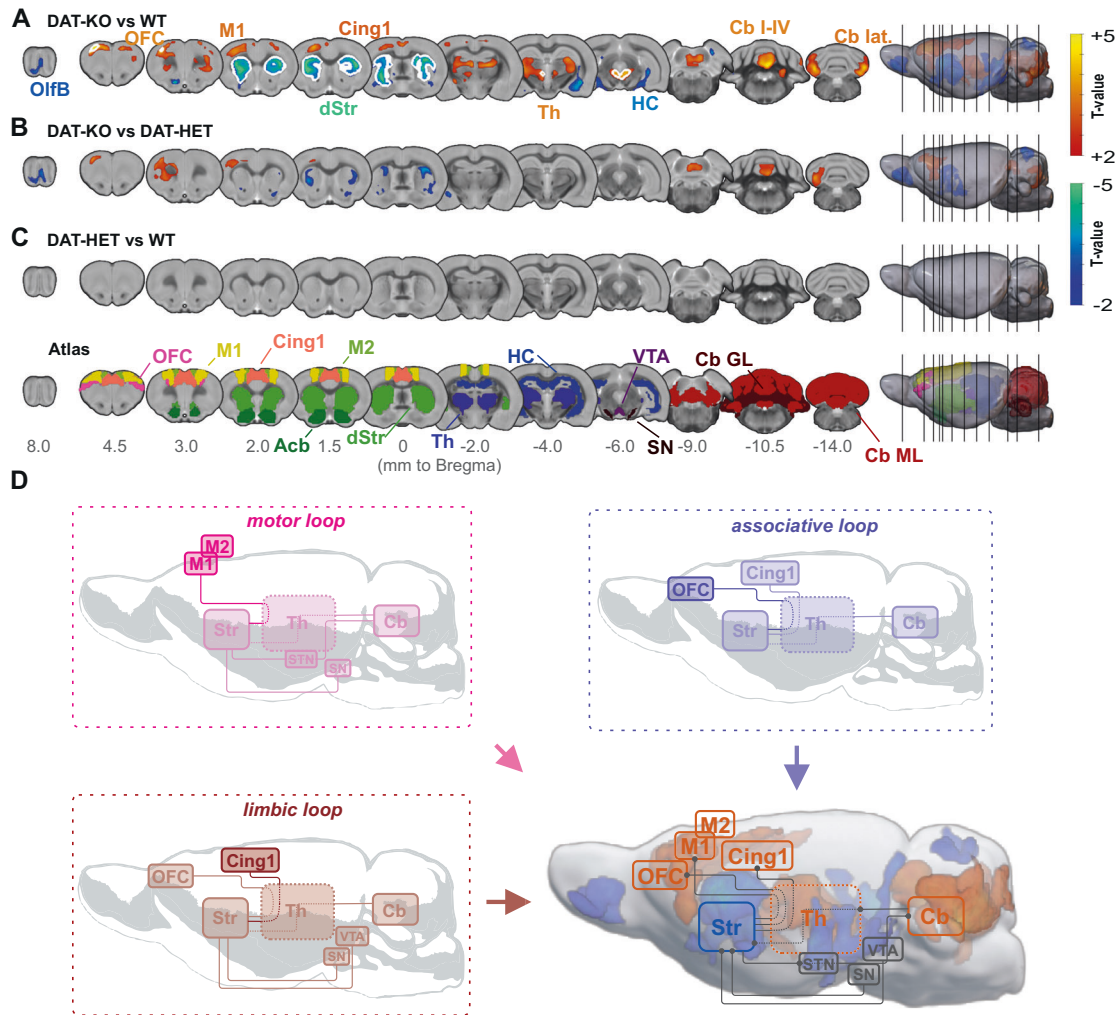 A
DAT-KO vs WT
OFC
M1
Cing1
Cb I-IV
Cb lat.
OlfB
dStr
Th
HC
+5
T-value
+2
B
DAT-KO vs DAT-HET
-5
T-value
-2
C
DAT-HET vs WT
Atlas
OFC
M1
Cing1
M2
HC
VTA
Cb GL
Acb
dStr
Th
SN
Cb ML
8.0 4.5 3.0 2.0 1.5 0 -2.0 -4.0 -6.0 -9.0 -10.5 -14.0
(mm to Bregma)
D
motor loop
M2
M1
Str
Th
Cb
STN
SN
associative loop
Cing1
OFC
Str
Th
Cb
limbic loop
Cing1
OFC
Str
Th
Cb
VTA
SN
M2
M1
Cing1
OFC
Str
Th
Cb
VTA
STN
SN